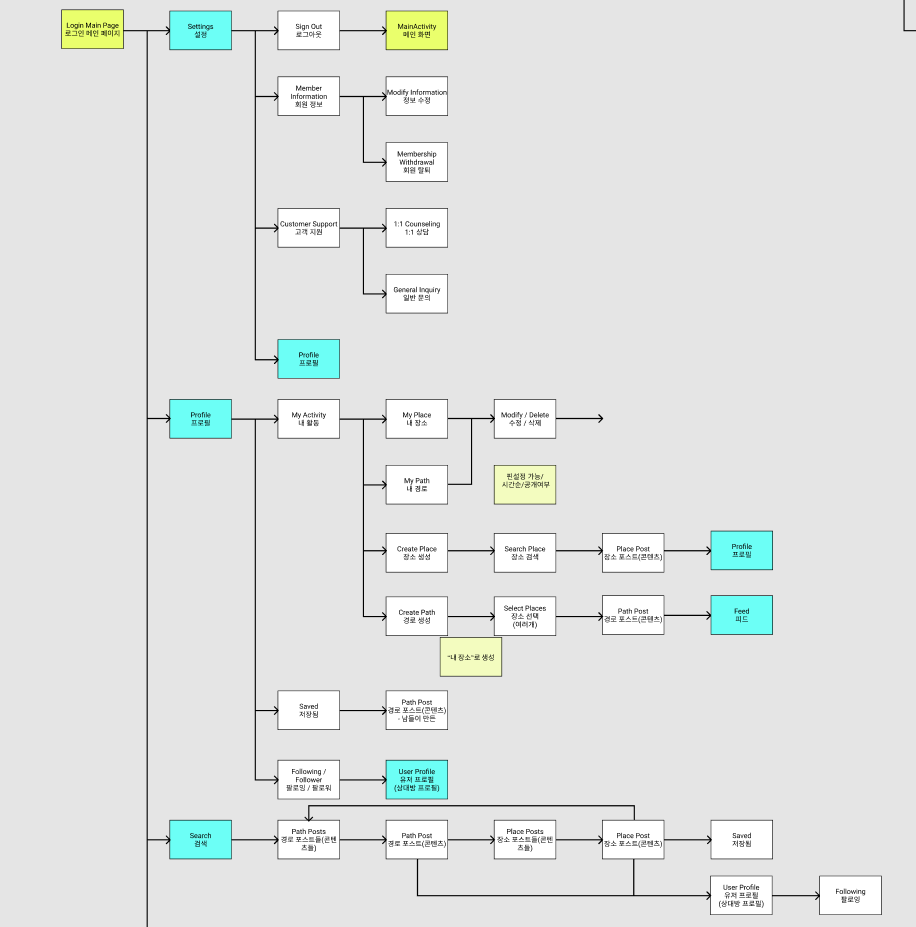 Login Main Page
로그인 메인 페이지
Settings
설정
Sign Out
로그아웃
MainActivity
메인 화면
Member
Information
회원 정보
Modify Information
정보 수정
Membership
Withdrawal
회원 탈퇴
Customer Support
고객 지원
1:1 Counseling
1:1 상담
General Inquiry
일반 문의
Profile
프로필
Profile
프로필
My Activity
내 활동
My Place
내 장소
Modify / Delete
수정 / 삭제
My Path
내 경로
핀설정 가능/
시간순/공개여부
Create Place
장소 생성
Search Place
장소 검색
Place Post
장소 포스트(콘텐츠)
Profile
프로필
Create Path
경로 생성
Select Places
장소 선택
(여러개)
Path Post
경로 포스트(콘텐츠)
Feed
피드
"내 장소"로 생성
Saved
저장됨
Path Post
경로 포스트(콘텐츠)
- 남들이 만든
Following /
Follower
팔로잉 / 팔로워
User Profile
유저 프로필
(상대방 프로필)
Search
검색
Path Posts
경로 포스트들(콘텐
츠들)
Path Post
경로 포스트(콘텐츠)
Place Posts
장소 포스트들(콘텐
츠들)
Place Post
장소 포스트(콘텐츠)
Saved
저장됨
User Profile
유저 프로필
(상대방 프로필)
Following
팔로잉